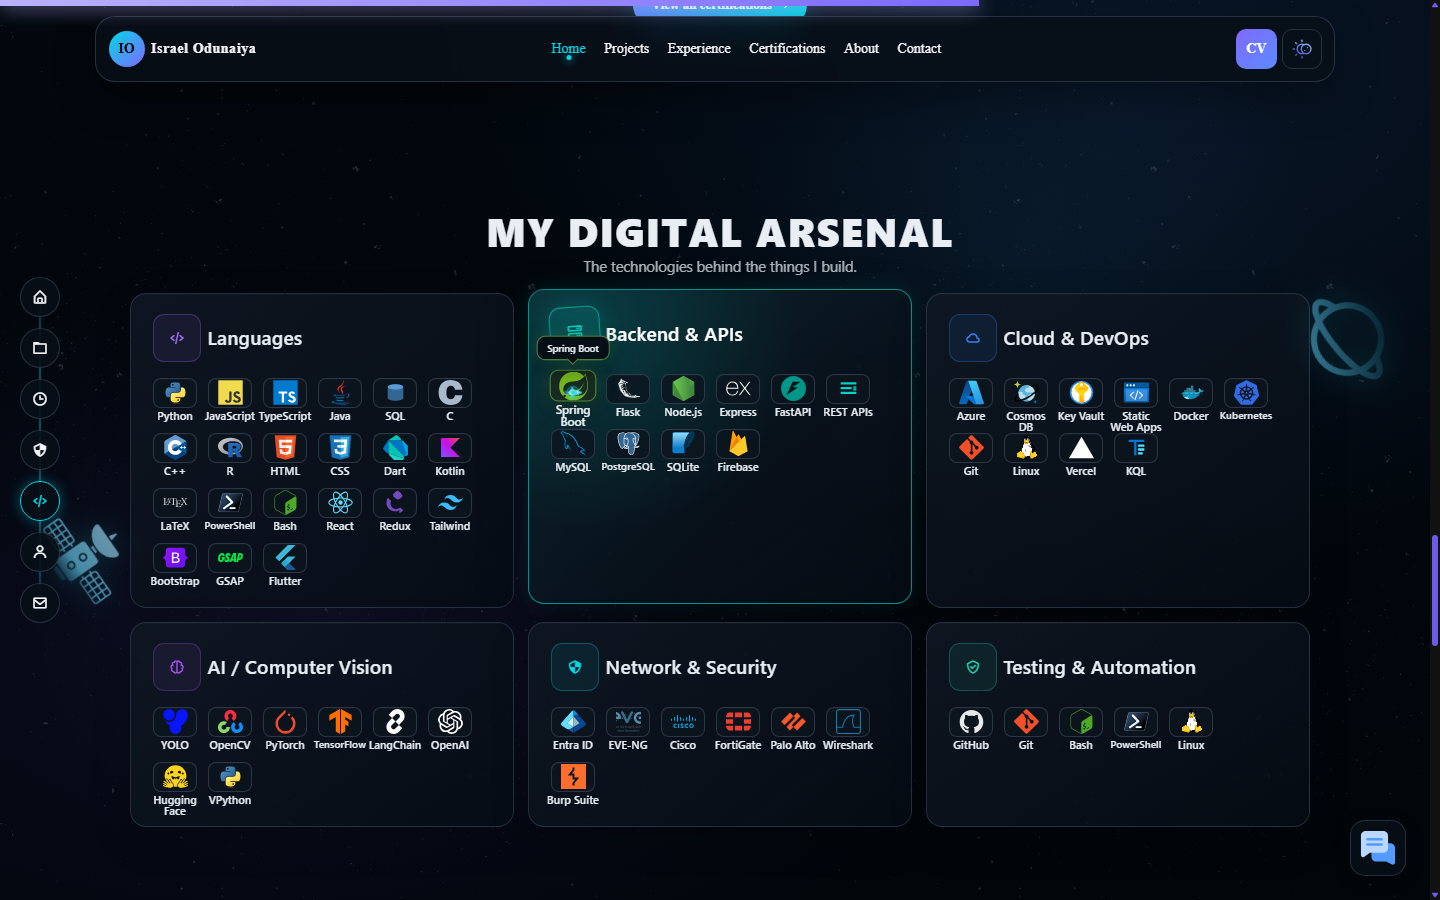 View all certifications
IO Israel Odunaiya
Home Projects Experience Certifications About Contact
CV
MY DIGITAL ARSENAL
The technologies behind the things I build.
Languages
Python JavaScript TypeScript Java SQL C
C++ R HTML CSS Dart Kotlin
LaTeX PowerShell Bash React Redux Tailwind
Bootstrap GSAP Flutter
Backend & APIs
Spring Boot
Spring Boot Flask Node.js Express FastAPI REST APIs
MySQL PostgreSQL SQLite Firebase
Cloud & DevOps
Azure Cosmos DB Key Vault Static Web Apps Docker Kubernetes
Git Linux Vercel KQL
AI / Computer Vision
YOLO OpenCV PyTorch TensorFlow LangChain OpenAI
Hugging Face VPython
Network & Security
Entra ID EVE-NG Cisco FortiGate Palo Alto Wireshark
Burp Suite
Testing & Automation
GitHub Git Bash PowerShell Linux